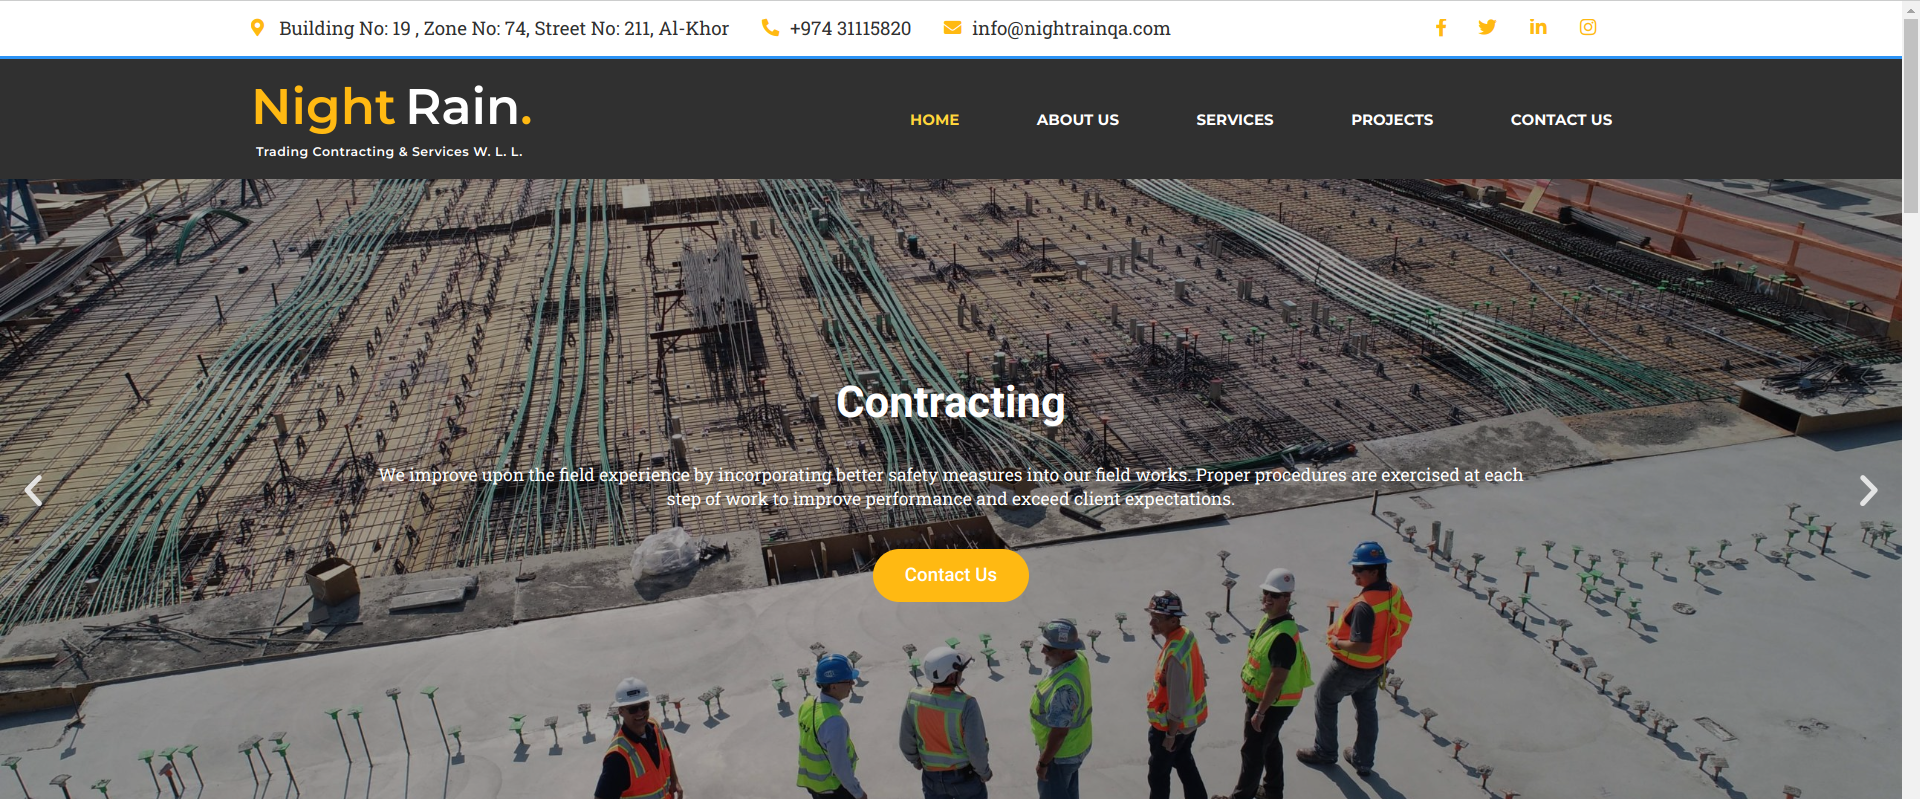 Building No: 19 , Zone No: 74, Street No: 211, Al-Khor
+974 31115820
info@nightrainqa.com
Night Rain.
Trading Contracting & Services W. L. L.
HOME
ABOUT US
SERVICES
PROJECTS
CONTACT US
Contracting
We improve upon the field experience by incorporating better safety measures into our field works. Proper procedures are exercised at each
step of work to improve performance and exceed client expectations.
Contact Us